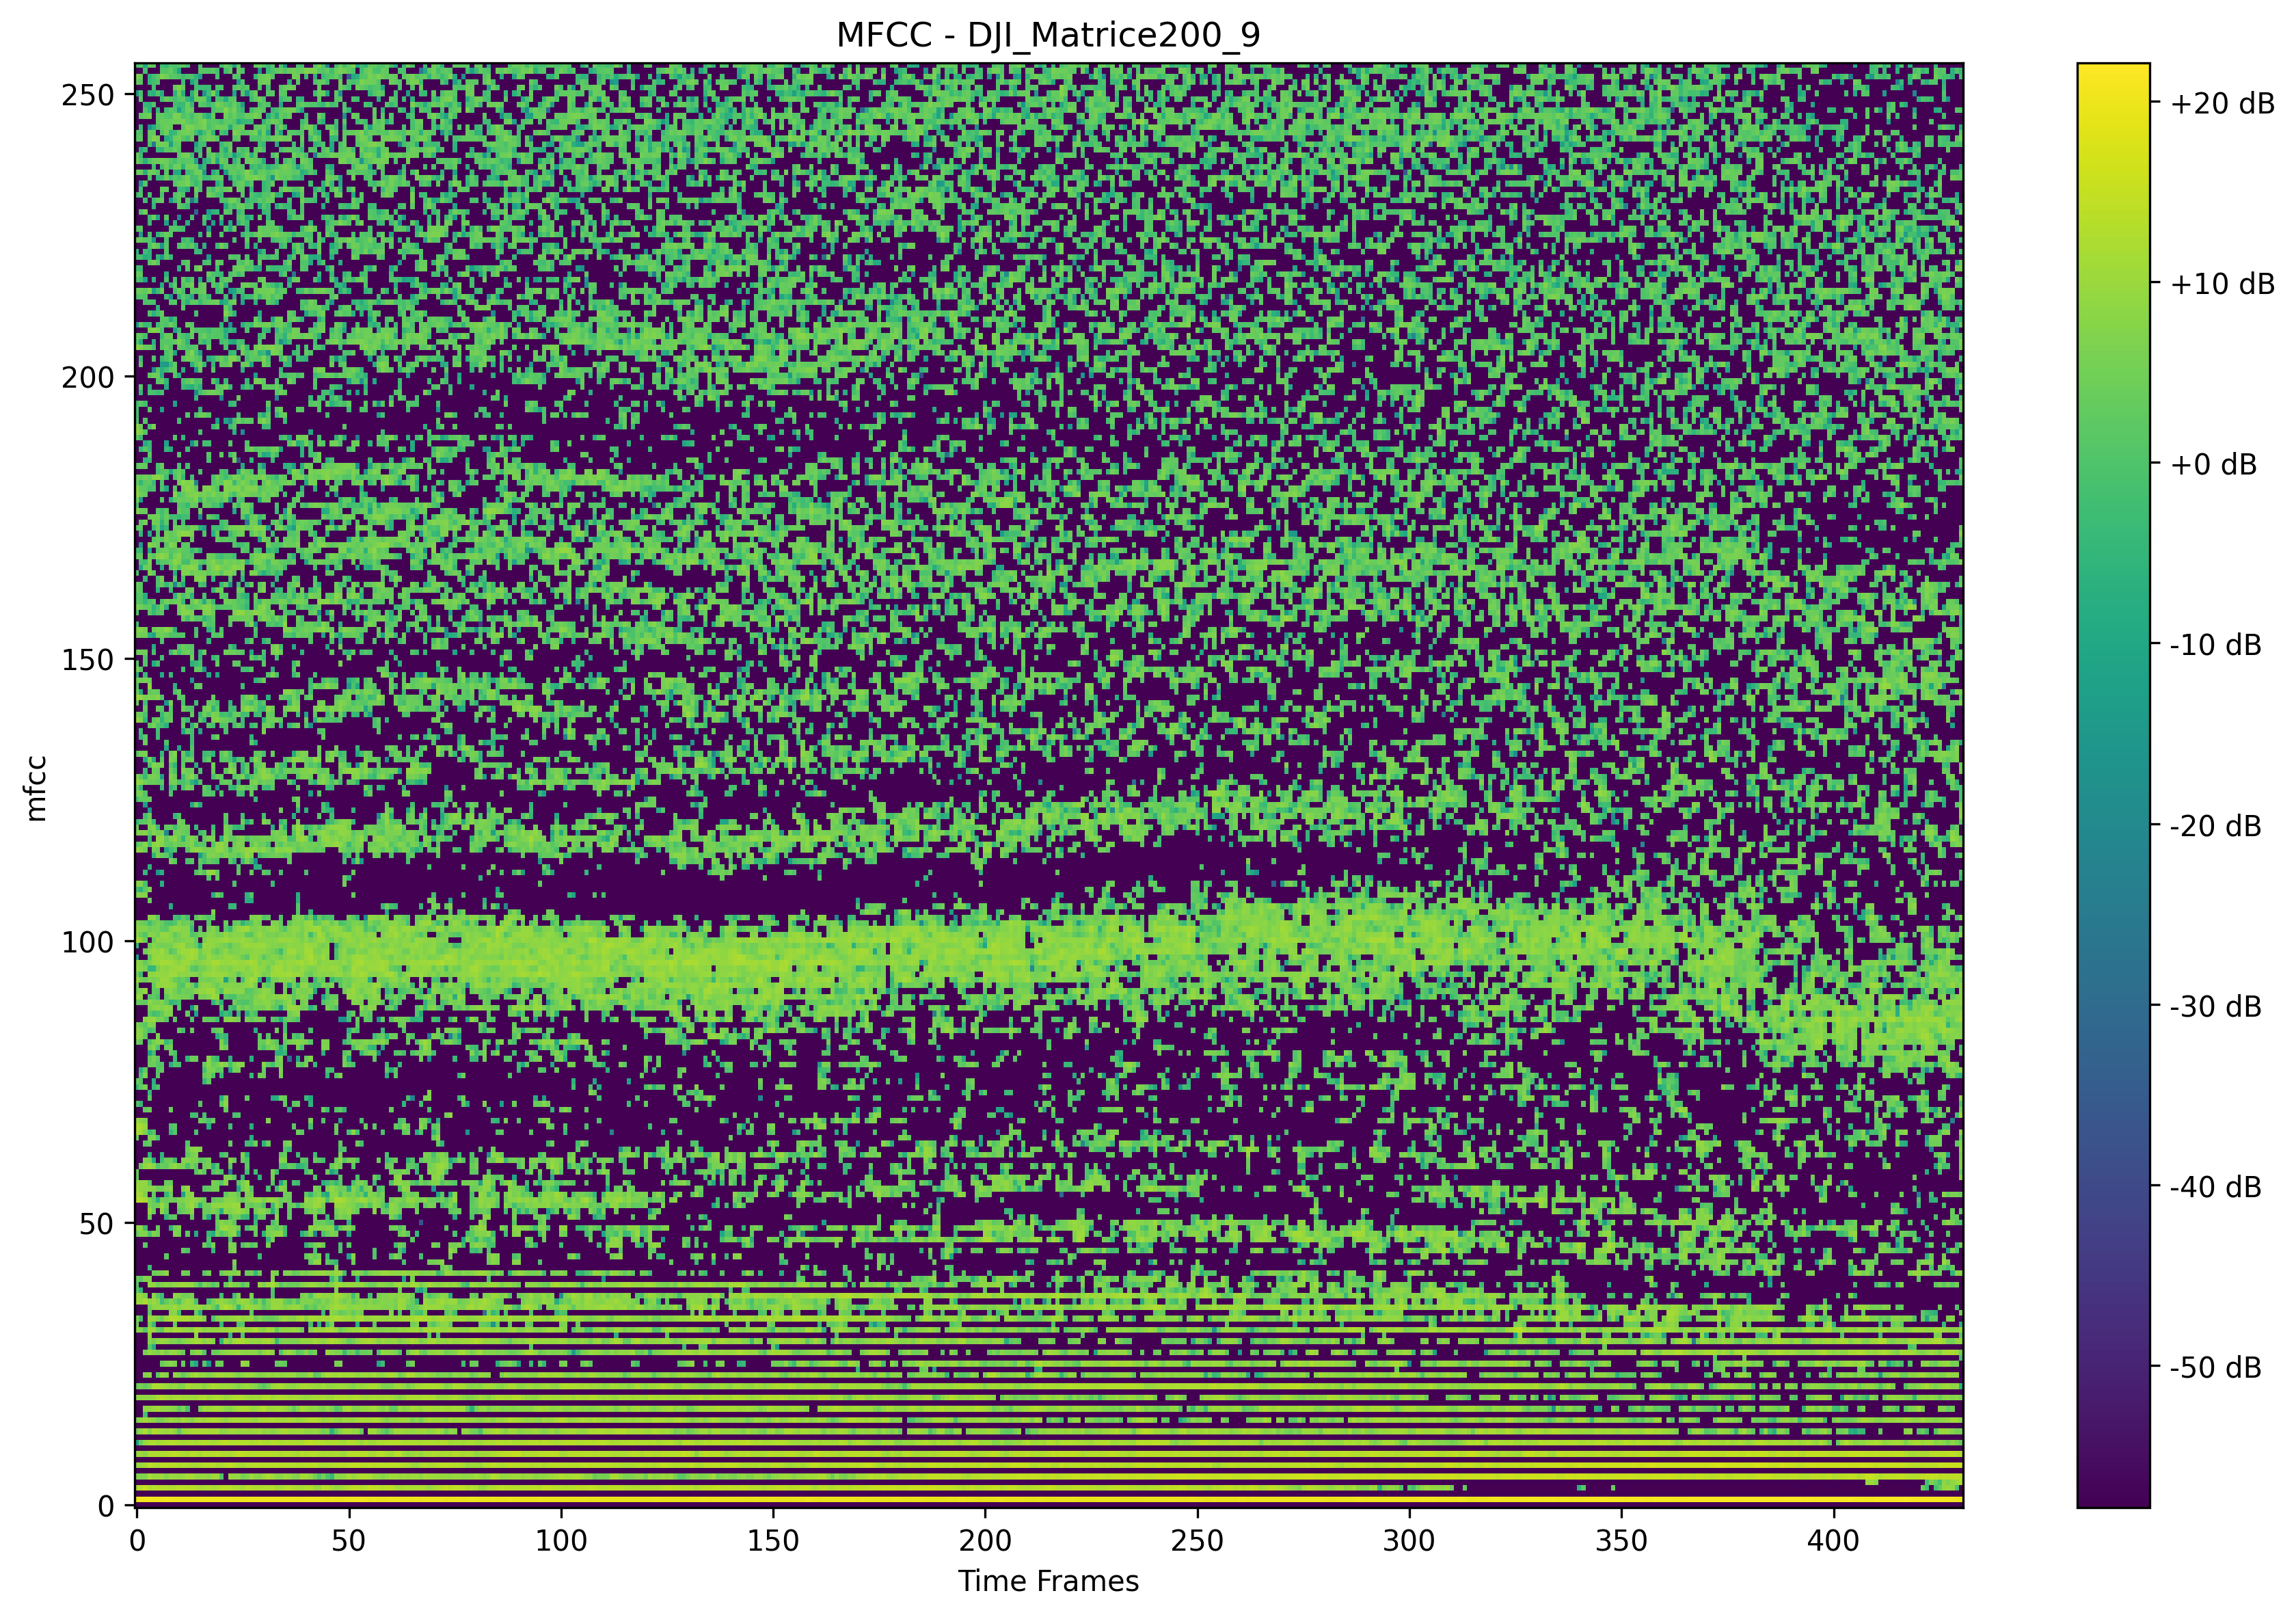 MFCC - DJI_Matrice200_9
250
200
150
100
50
0
mfcc
0
50
100
150
200
250
300
350
400
Time Frames
+20 dB
+10 dB
+0 dB
-10 dB
-20 dB
-30 dB
-40 dB
-50 dB